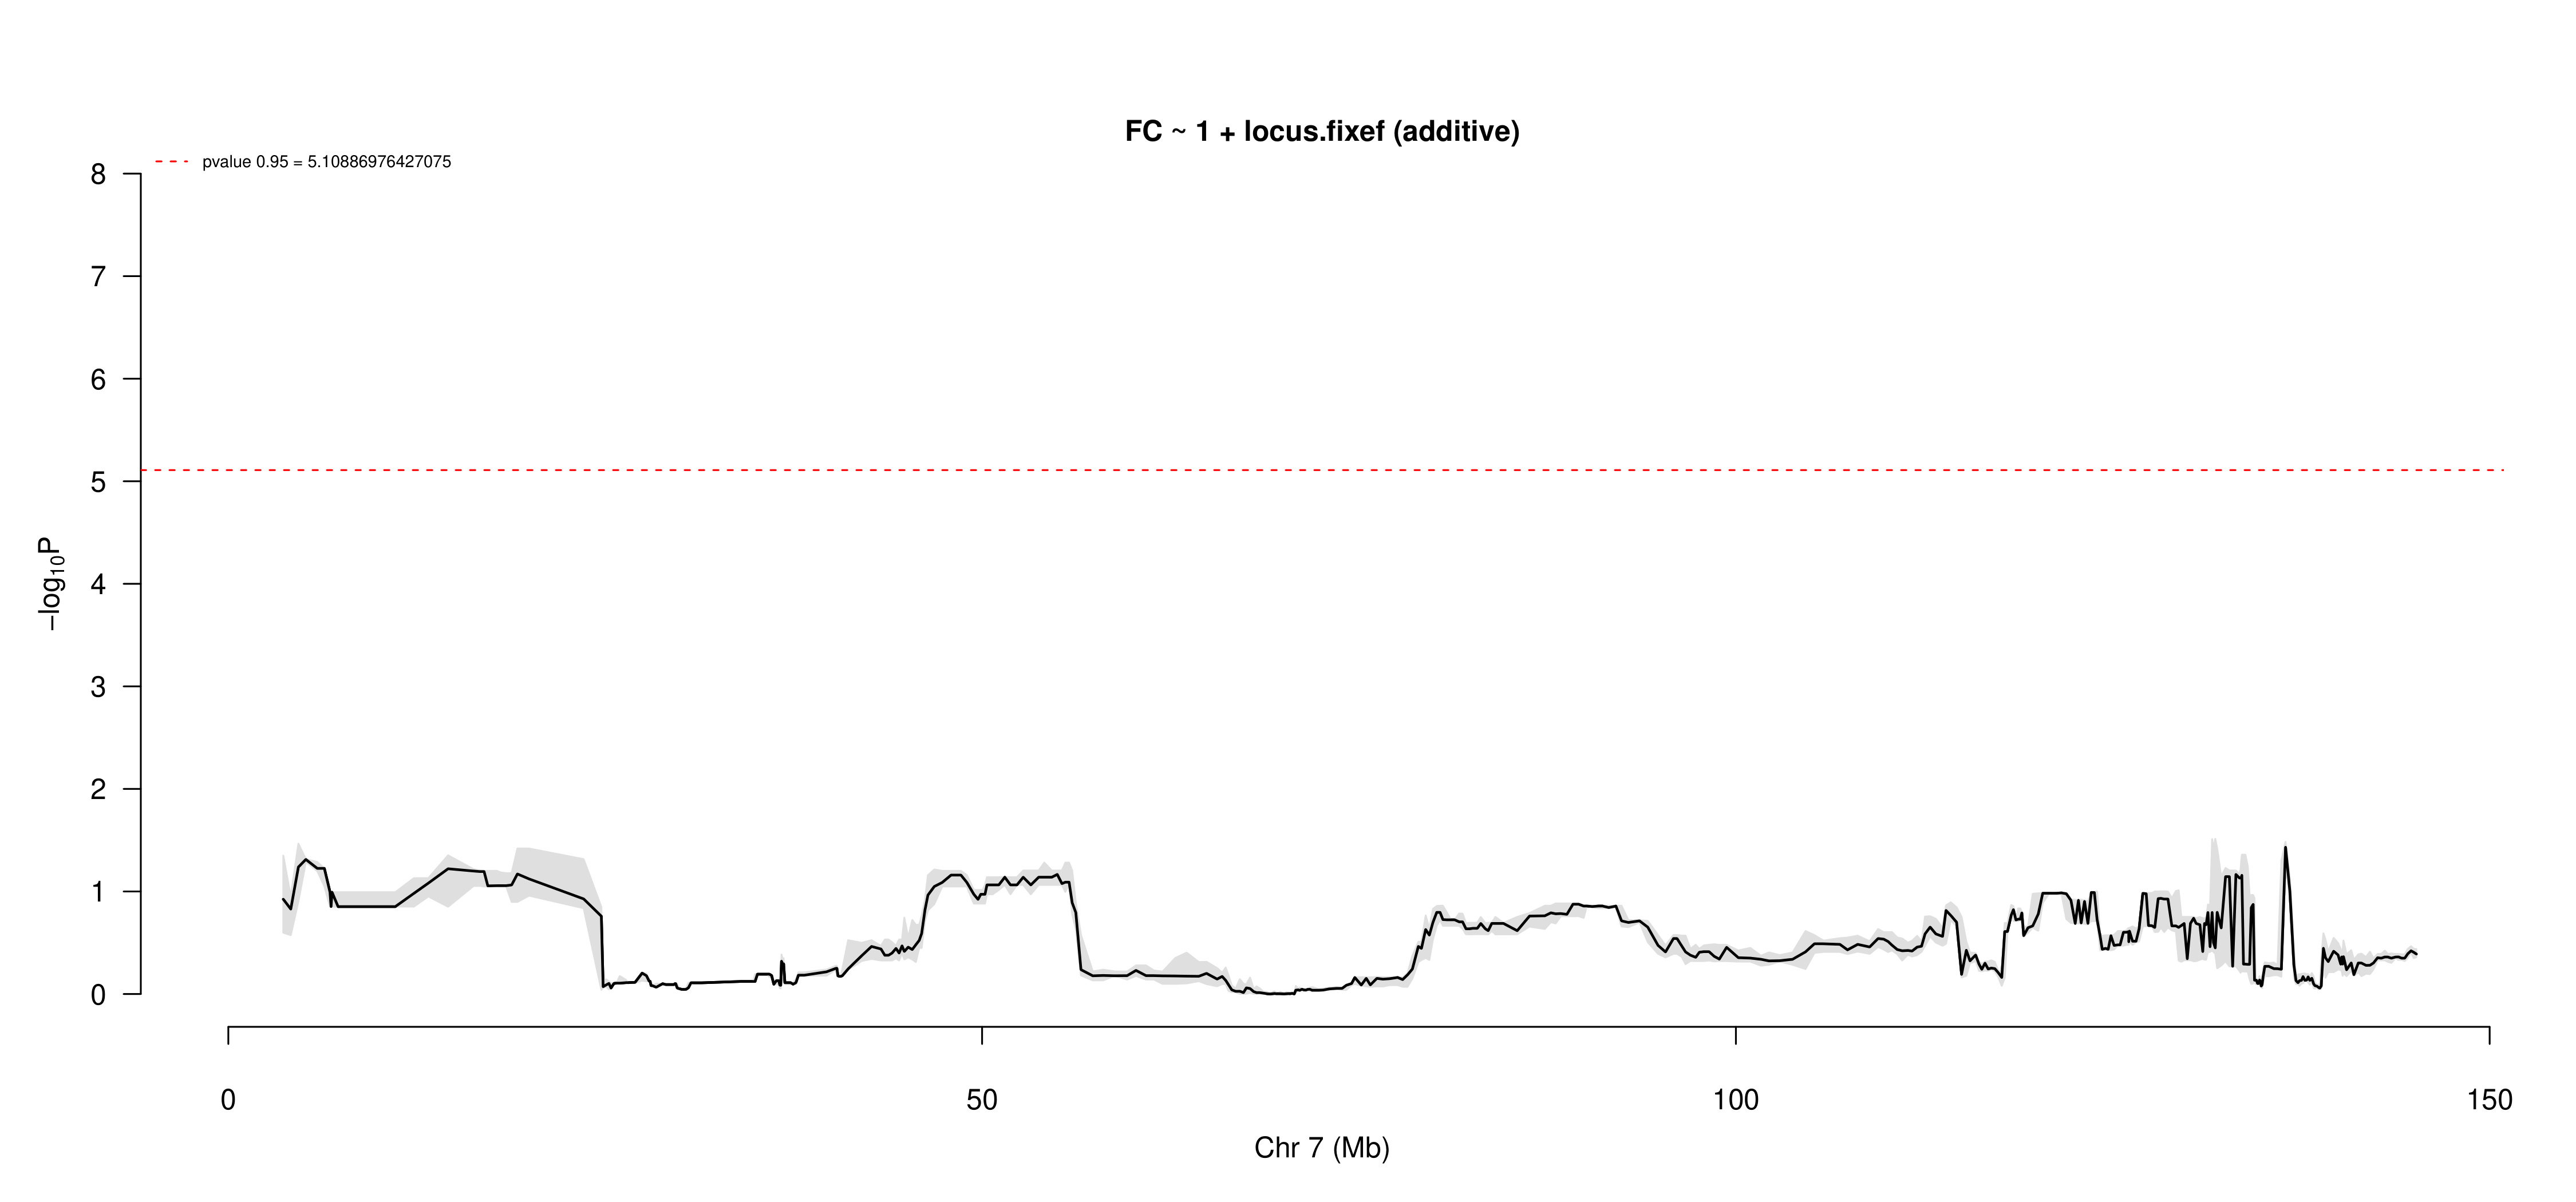 FC ~ 1 + locus.fixef (additive)
pvalue 0.95 = 5.10886976427075
8
7
6
5
4
3
2
1
0
−log10P
0 50 100 150
Chr 7 (Mb)